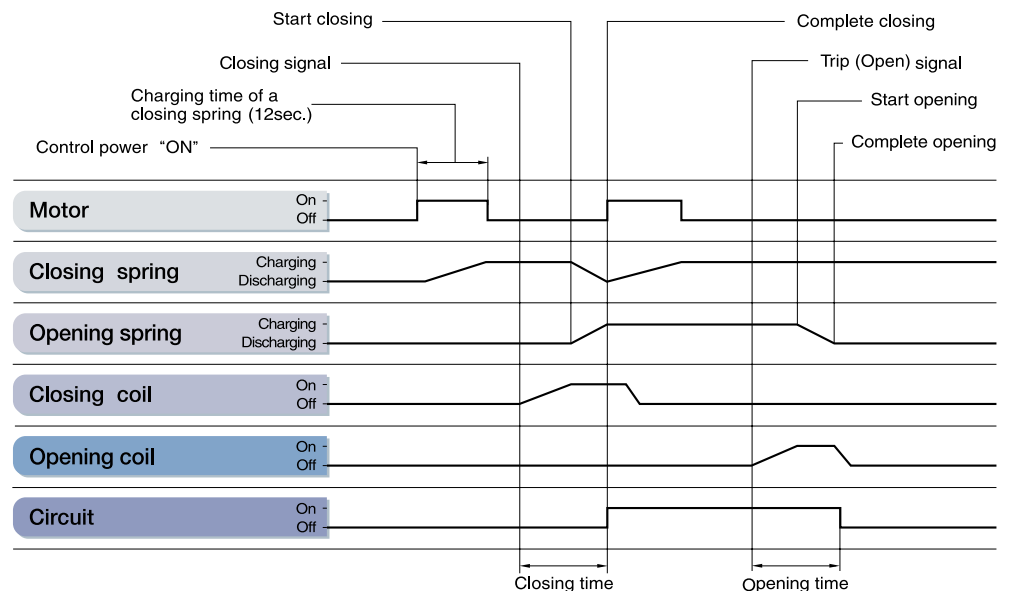 Start closing
Complete closing
Closing signal
Trip (Open) signal
Charging time of a
closing spring (12sec.)
Start opening
Control power “ON”
Complete opening
Motor
On
Off
Closing spring
Charging
Discharging
Opening spring
Charging
Discharging
Closing coil
On
Off
Opening coil
On
Off
Circuit
On
Off
Closing time
Opening time